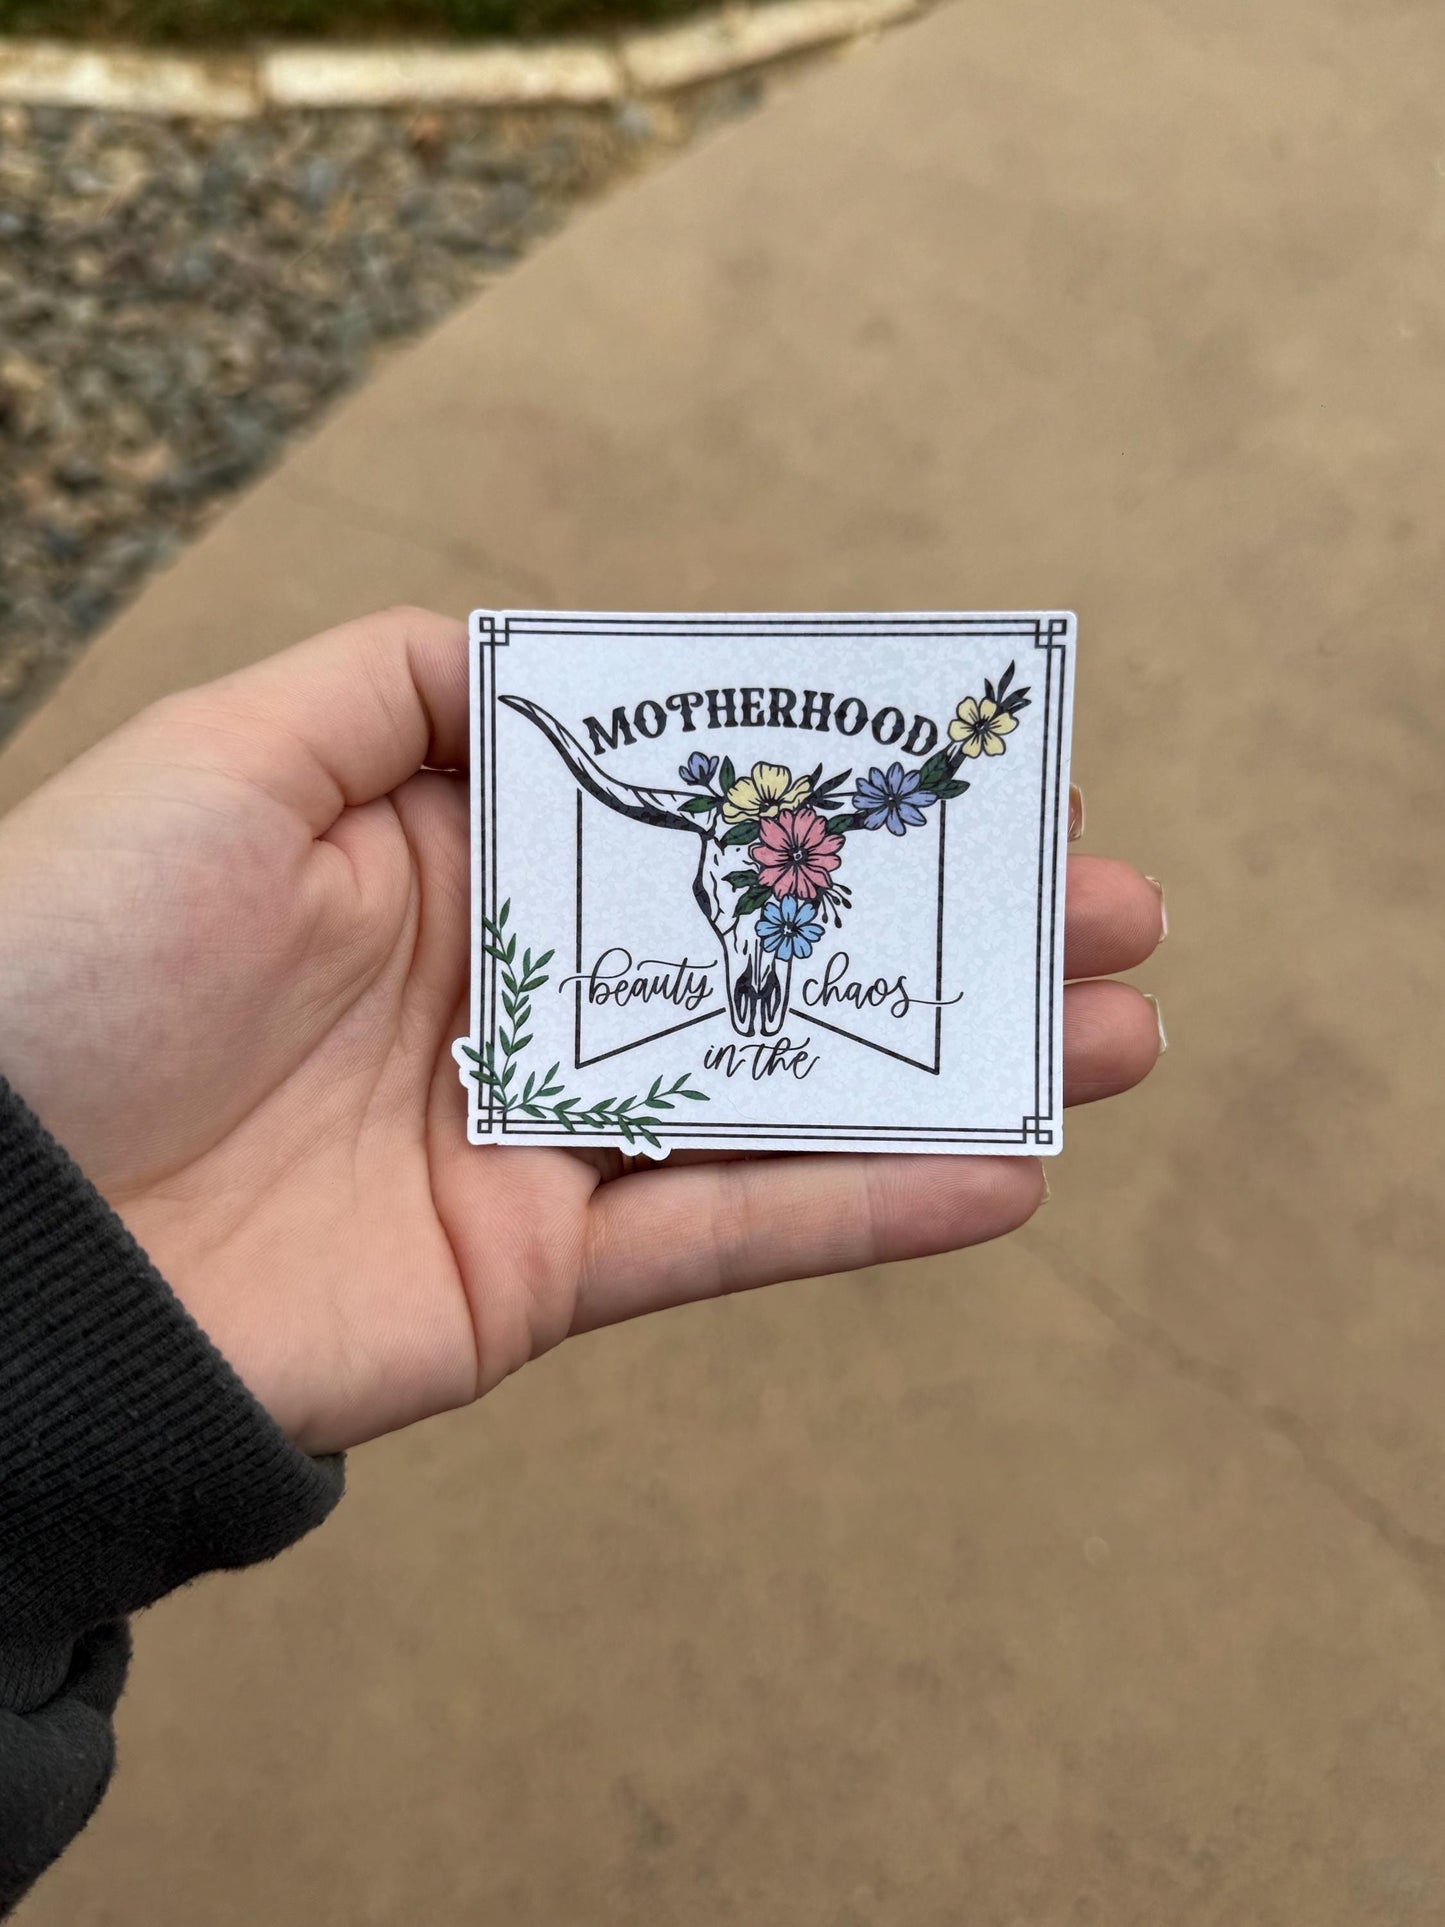 MOTHERHOOD
beauty chaos
in the